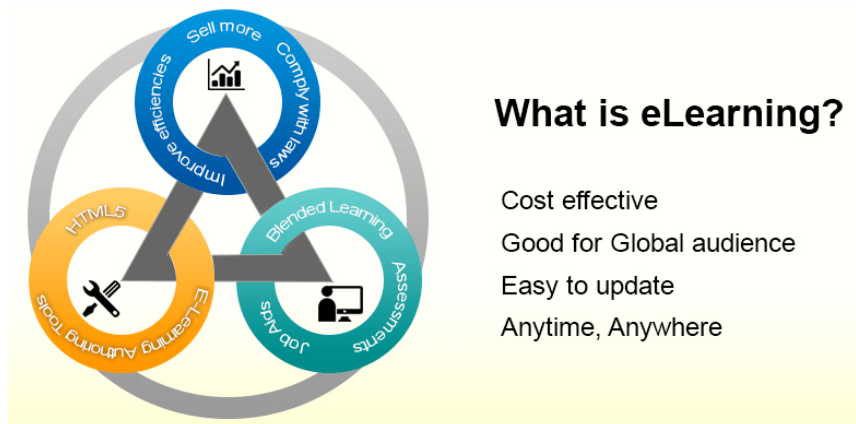 Sell more
Comply with laws
Improve efficiencies
HTML5
E-Learning Authoring Tools
Blended Learning
Assessments
Job Aids
What is eLearning?
Cost effective
Good for Global audience
Easy to update
Anytime, Anywhere